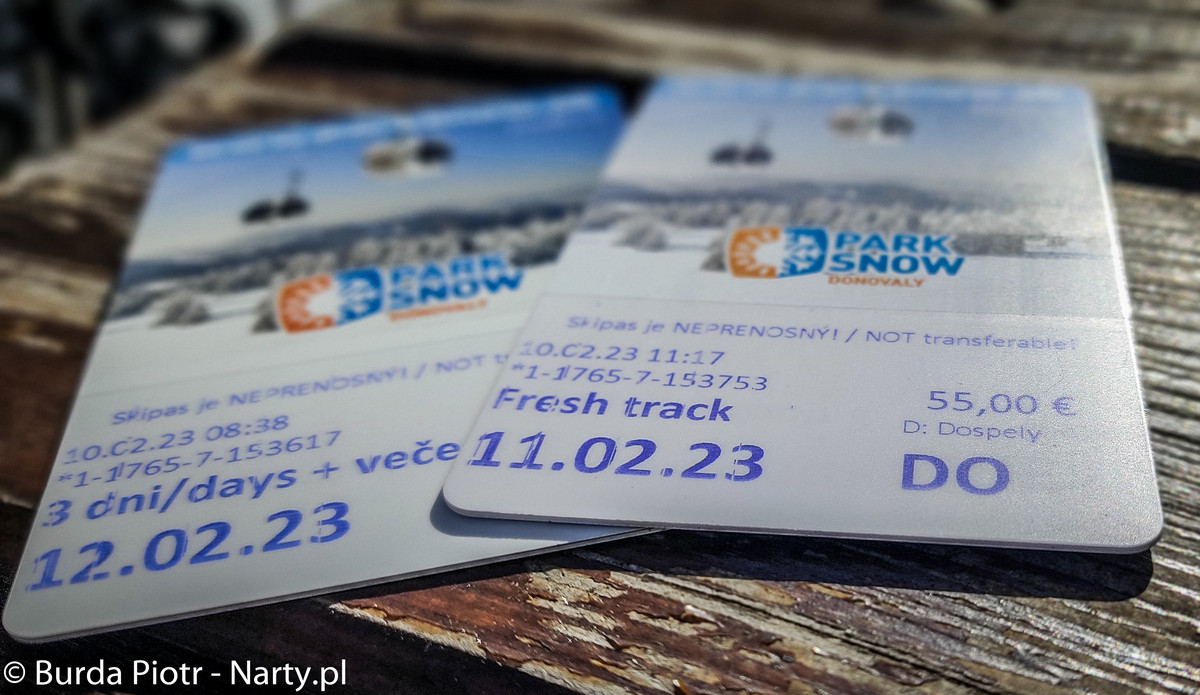 PARK
SNOW
DONOVALY
Skipas je NEPRENOSNÝ! / NOT
10.02.23 08:38
*1-1765-7-153617
3 dni/days + veče
12.02.23
PARK
SNOW
DONOVALY
Skipas je NEPRENOSNÝ! / NOT transferable!
10.02.23 11:17
*1-1765-7-153753
Fresh track
55,00 €
D: Dospely
11.02.23
DO
© Burda Piotr - Narty.pl